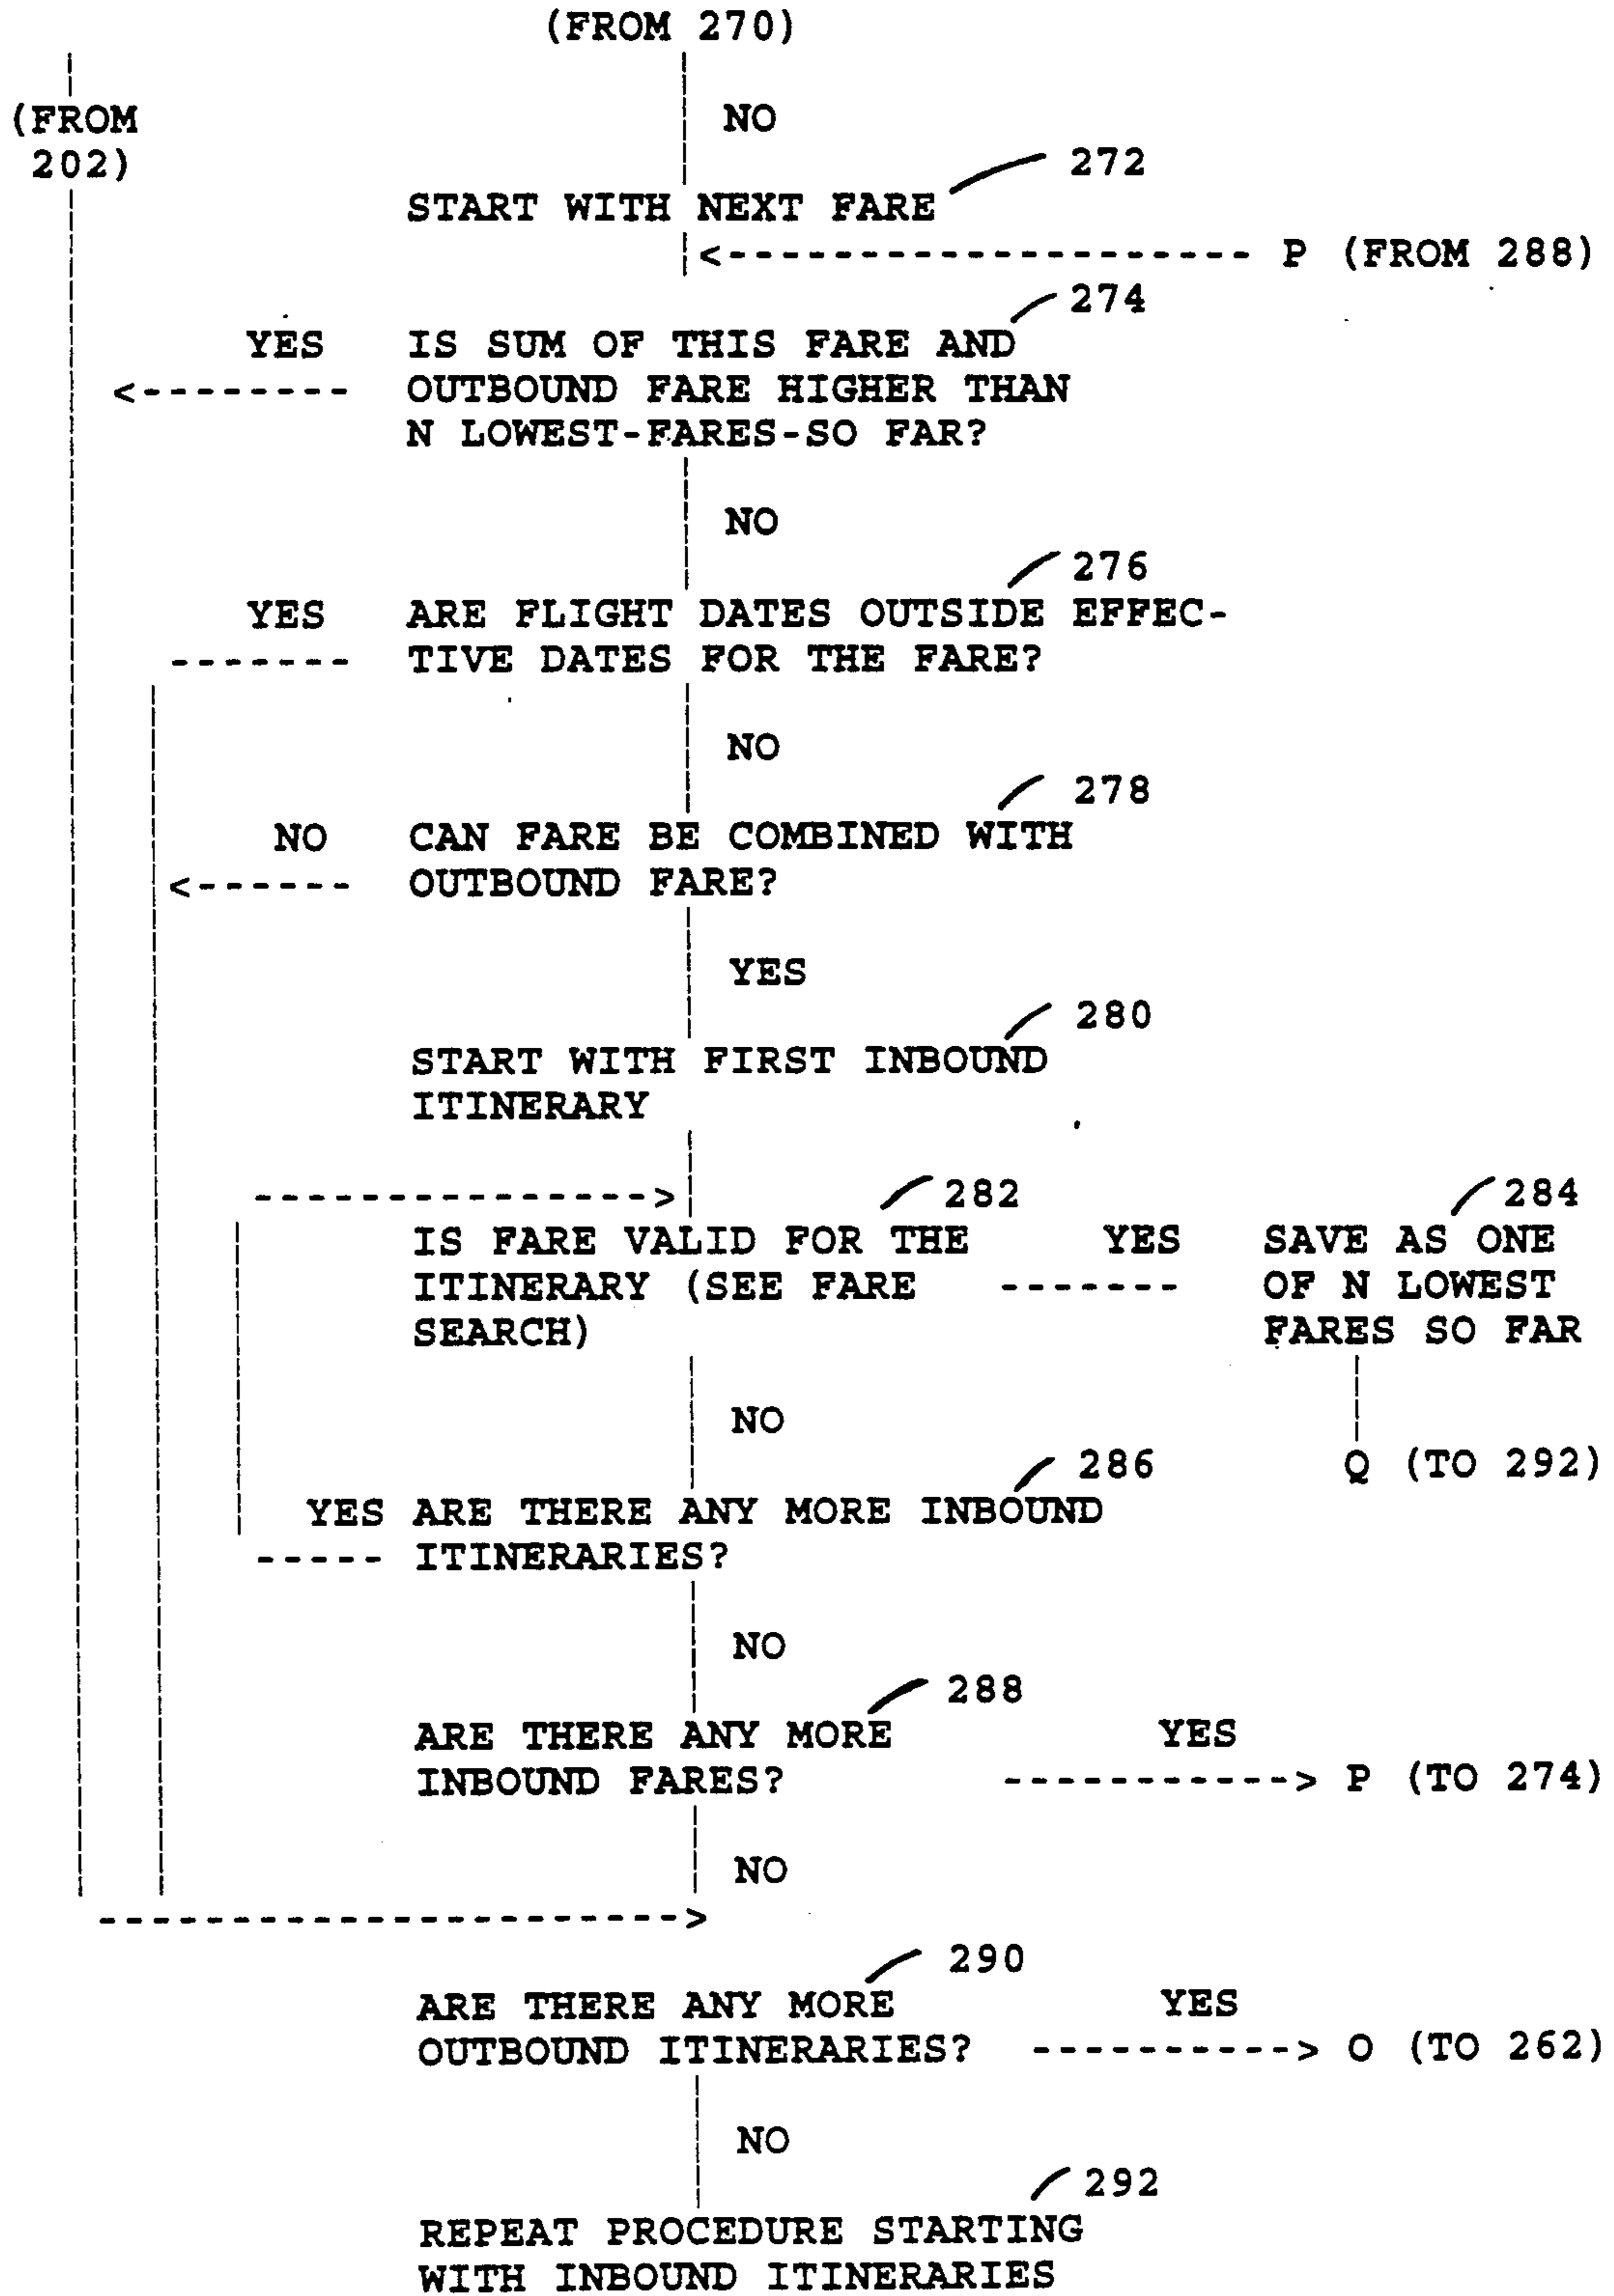 (FROM 270)
(FROM
202)
NO
272
START WITH NEXT FARE
P (FROM 288)
274
YES IS SUM OF THIS FARE AND
OUTBOUND FARE HIGHER THAN
N LOWEST-FARES-SO FAR?
NO
276
YES ARE FLIGHT DATES OUTSIDE EFFEC-
TIVE DATES FOR THE FARE?
NO
278
NO CAN FARE BE COMBINED WITH
OUTBOUND FARE?
YES
280
START WITH FIRST INBOUND
ITINERARY
282 284
IS FARE VALID FOR THE YES SAVE AS ONE
ITINERARY (SEE FARE OF N LOWEST
SEARCH) FARES SO FAR
NO
286 Q (TO 292)
YES ARE THERE ANY MORE INBOUND
ITINERARIES?
NO
288
ARE THERE ANY MORE YES
INBOUND FARES? P (TO 274)
NO
290
ARE THERE ANY MORE YES
OUTBOUND ITINERARIES? O (TO 262)
NO
292
REPEAT PROCEDURE STARTING
WITH INBOUND ITINERARIES